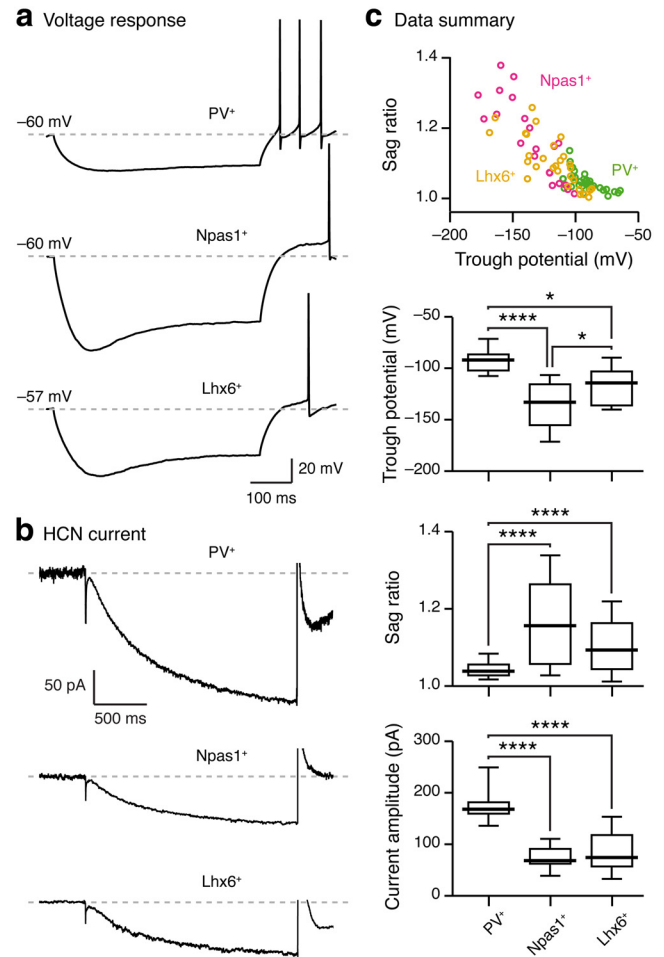 a Voltage response
PV+
−60 mV
Npas1+
−60 mV
Lhx6+
−57 mV
20 mV
100 ms
b HCN current
PV+
50 pA
500 ms
Npas1+
Lhx6+
c Data summary
Sag ratio
1.4
1.2
1.0
Npas1+
Lhx6+
PV+
−200 −150 −100 −50
Trough potential (mV)
Trough potential (mV)
−50
−100
−150
−200
*
****
*
Sag ratio
1.4
1.2
1.0
****
****
Current amplitude (pA)
300
200
100
0
****
****
PV+
Npas1+
Lhx6+